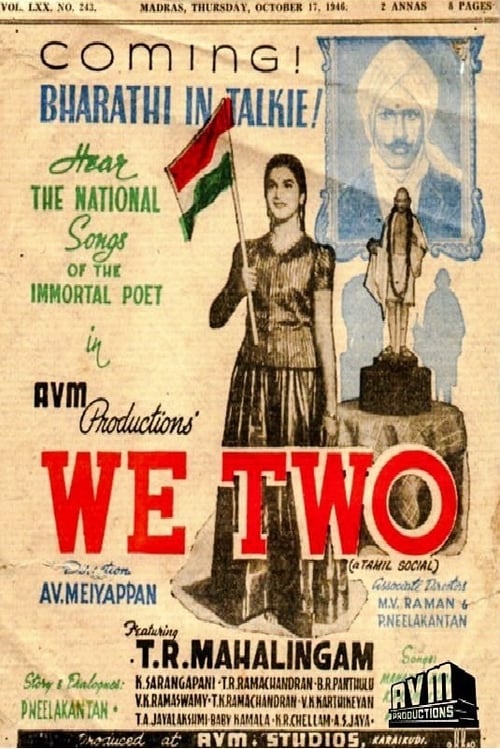 VOL. LXX. NO. 243. MADRAS, THURSDAY, OCTOBER 17, 1946. 2 ANNAS 8 PAGES
COMING!
BHARATHI IN TALKIE!
Hear
THE NATIONAL
Songs
OF THE
IMMORTAL POET
in
AVM
Productions'
WE TWO
(a TAMIL SOCIAL)
Direction
AV.MEIYAPPAN
Associate Directors
M.V. RAMAN &
P.NEELAKANTAN
Featuring
T.R.MAHALINGAM
Story & Dialogues:
P.NEELAKANTAN
K.SARANGAPANI · T.R.RAMACHANDRAN · B.R.PANTHULU
V.K.RAMASWAMY · T.K.RAMACHANDRAN · V.K.KARTHIKEYAN
T.A.JAYALAKSHMI · BABY KAMALA · K.R.CHELLAM · A.S.JAYA
Songs:
AVM
PRODUCTIONS
Produced at AVM. STUDIOS, KARAIKUDI.